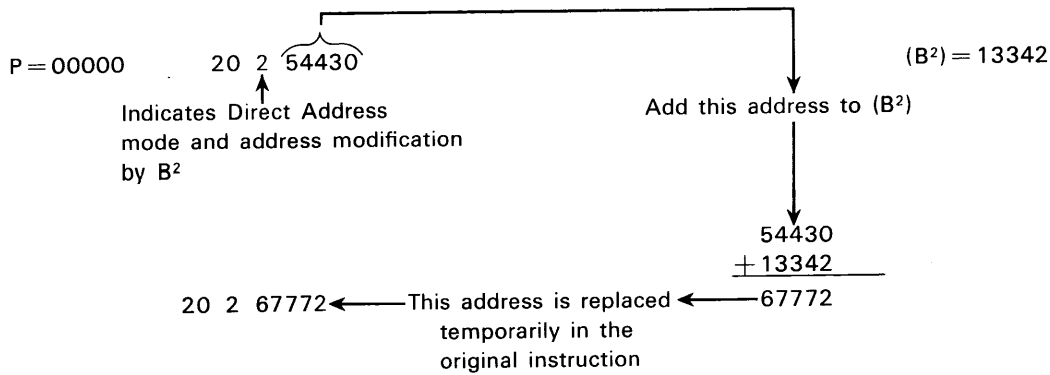 P=00000 20 2 54430 (B²)=13342
Indicates Direct Address
mode and address modification
by B²
Add this address to (B²)
54430
+13342
67772
20 2 67772
This address is replaced
temporarily in the
original instruction